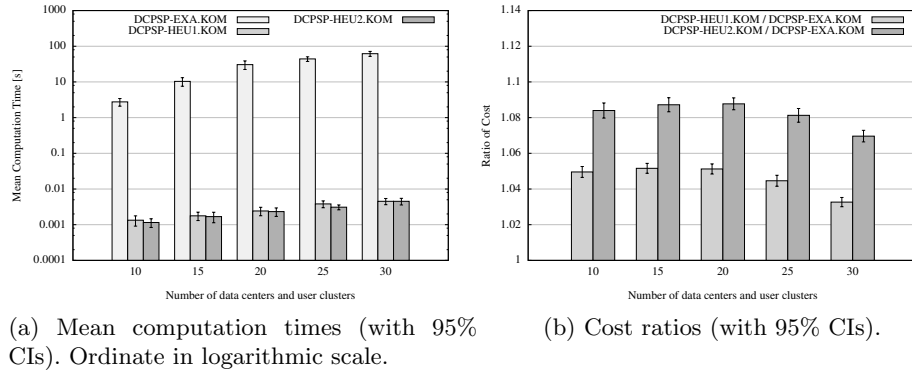 DCPSP-EXA.KOM
DCPSP-HEU1.KOM
DCPSP-HEU2.KOM
Mean Computation Time [s]
1000
100
10
1
0.1
0.01
0.001
0.0001
10 15 20 25 30
Number of data centers and user clusters
(a) Mean computation times (with 95%
CIs). Ordinate in logarithmic scale.
DCPSP-HEU1.KOM / DCPSP-EXA.KOM
DCPSP-HEU2.KOM / DCPSP-EXA.KOM
Ratio of Cost
1.14
1.12
1.1
1.08
1.06
1.04
1.02
1
10 15 20 25 30
Number of data centers and user clusters
(b) Cost ratios (with 95% CIs).